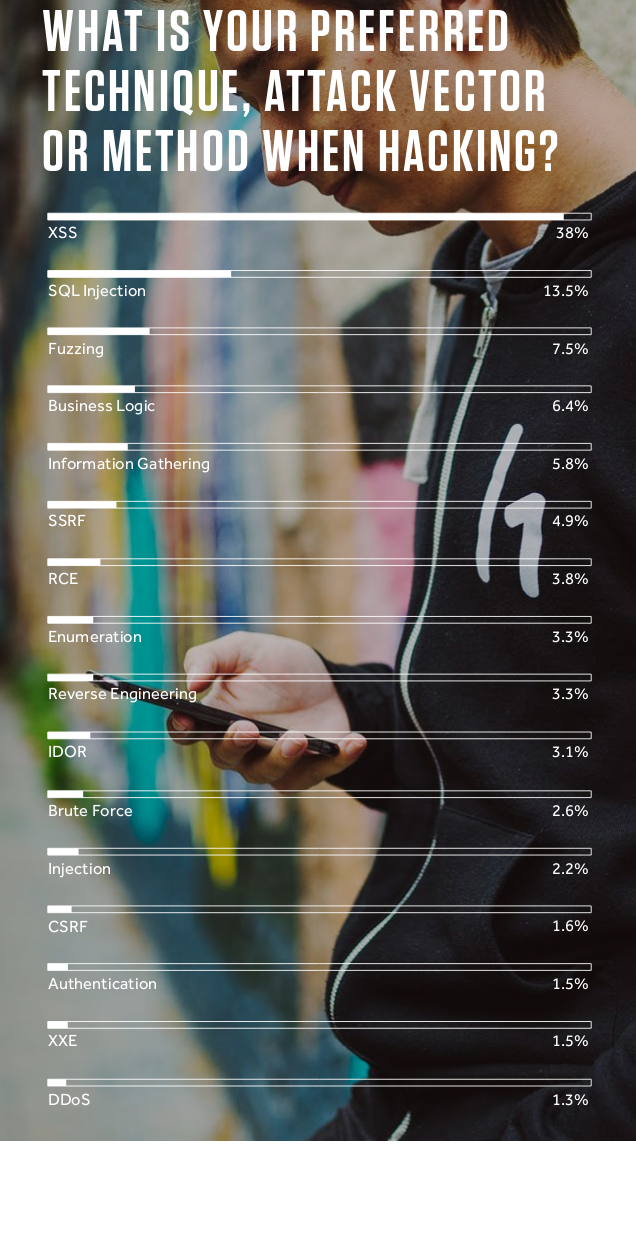 WHAT IS YOUR PREFERRED
TECHNIQUE, ATTACK VECTOR
OR METHOD WHEN HACKING?
XSS 38%
SQL Injection 13.5%
Fuzzing 7.5%
Business Logic 6.4%
Information Gathering 5.8%
SSRF 4.9%
RCE 3.8%
Enumeration 3.3%
Reverse Engineering 3.3%
IDOR 3.1%
Brute Force 2.6%
Injection 2.2%
CSRF 1.6%
Authentication 1.5%
XXE 1.5%
DDoS 1.3%